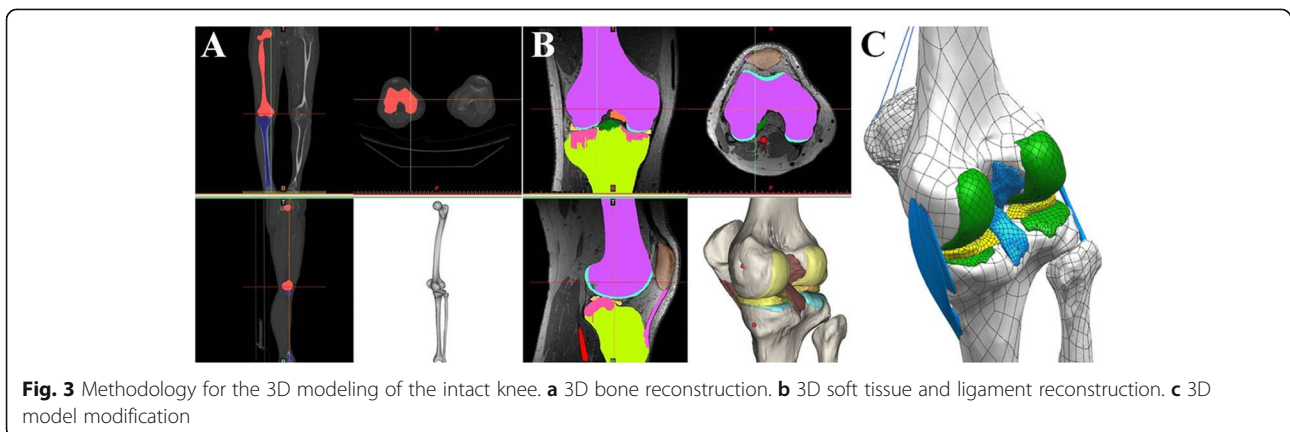 A
B
C
Fig. 3 Methodology for the 3D modeling of the intact knee. a 3D bone reconstruction. b 3D soft tissue and ligament reconstruction. c 3D
model modification